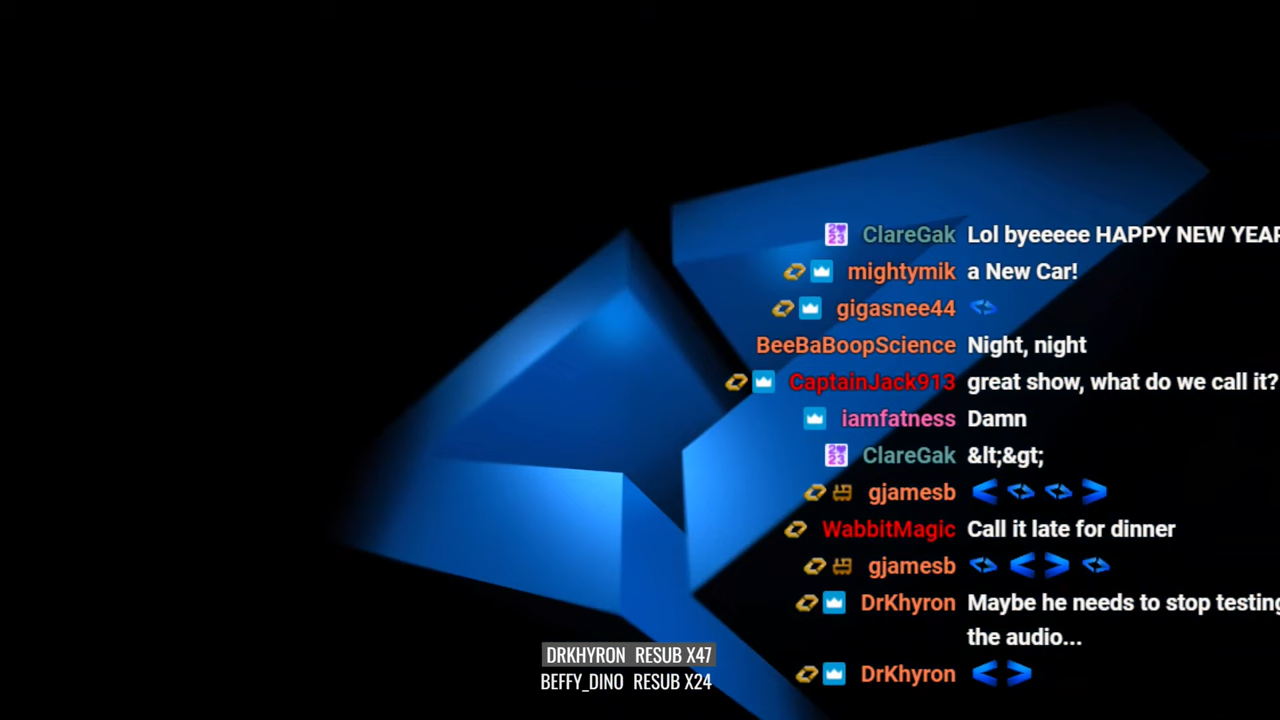 ClareGak Lol byeeeee HAPPY NEW YEAR
mightymik a New Car!
gigasnee44
BeeBaBoopScience Night, night
CaptainJack913 great show, what do we call it?
iamfatness Damn
ClareGak &lt;&gt;
gjamesb
WabbitMagic Call it late for dinner
gjamesb
DrKhyron Maybe he needs to stop testing
the audio...
DrKhyron
DRKHYRON RESUB X47
BEFFY_DINO RESUB X24